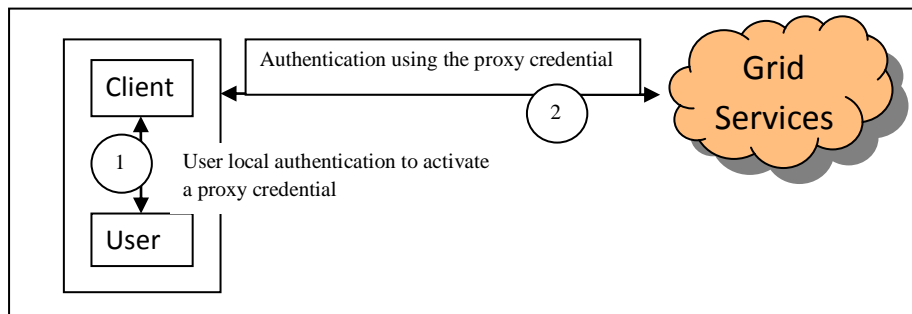 Authentication using the proxy credential
Grid
Services
Client
2
1
User local authentication to activate
a proxy credential
User